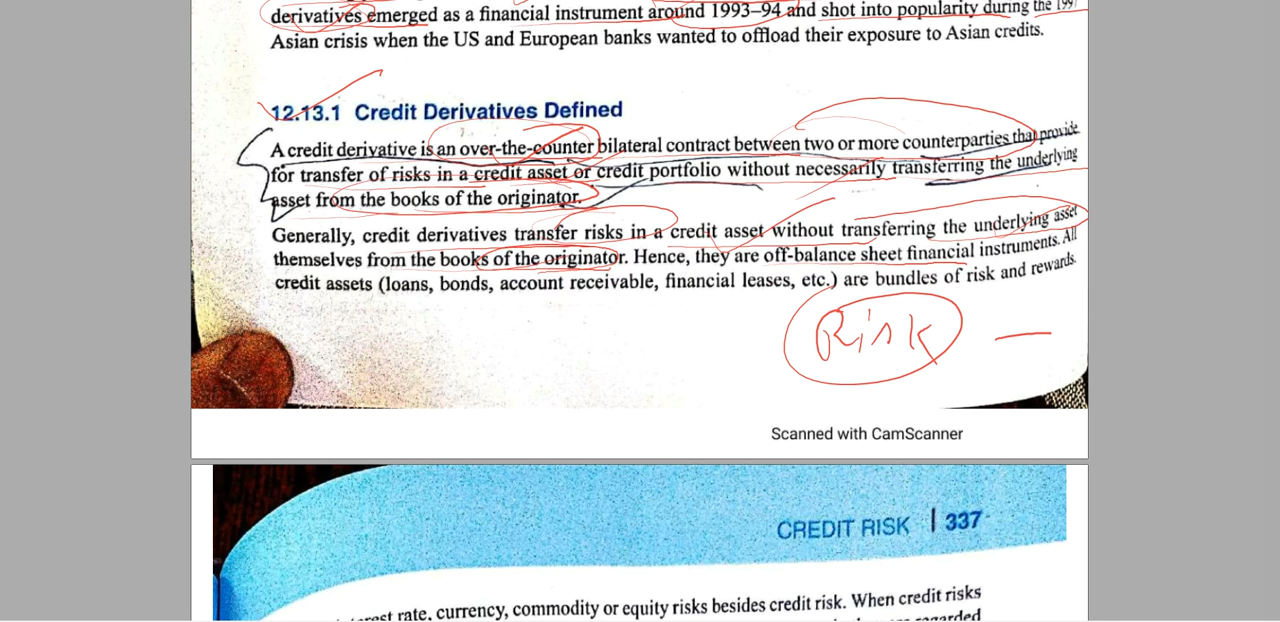 derivatives emerged as a financial instrument around 1993–94 and shot into popularity during the 1997
Asian crisis when the US and European banks wanted to offload their exposure to Asian credits.
12.13.1 Credit Derivatives Defined
A credit derivative is an over-the-counter bilateral contract between two or more counterparties that provide
for transfer of risks in a credit asset or credit portfolio without necessarily transferring the underlying
asset from the books of the originator.
Generally, credit derivatives transfer risks in a credit asset without transferring the underlying asset
themselves from the books of the originator. Hence, they are off-balance sheet financial instruments. All
credit assets (loans, bonds, account receivable, financial leases, etc.) are bundles of risk and rewards.
Risk —
Scanned with CamScanner
CREDIT RISK | 337
rate, currency, commodity or equity risks besides credit risk. When credit risks